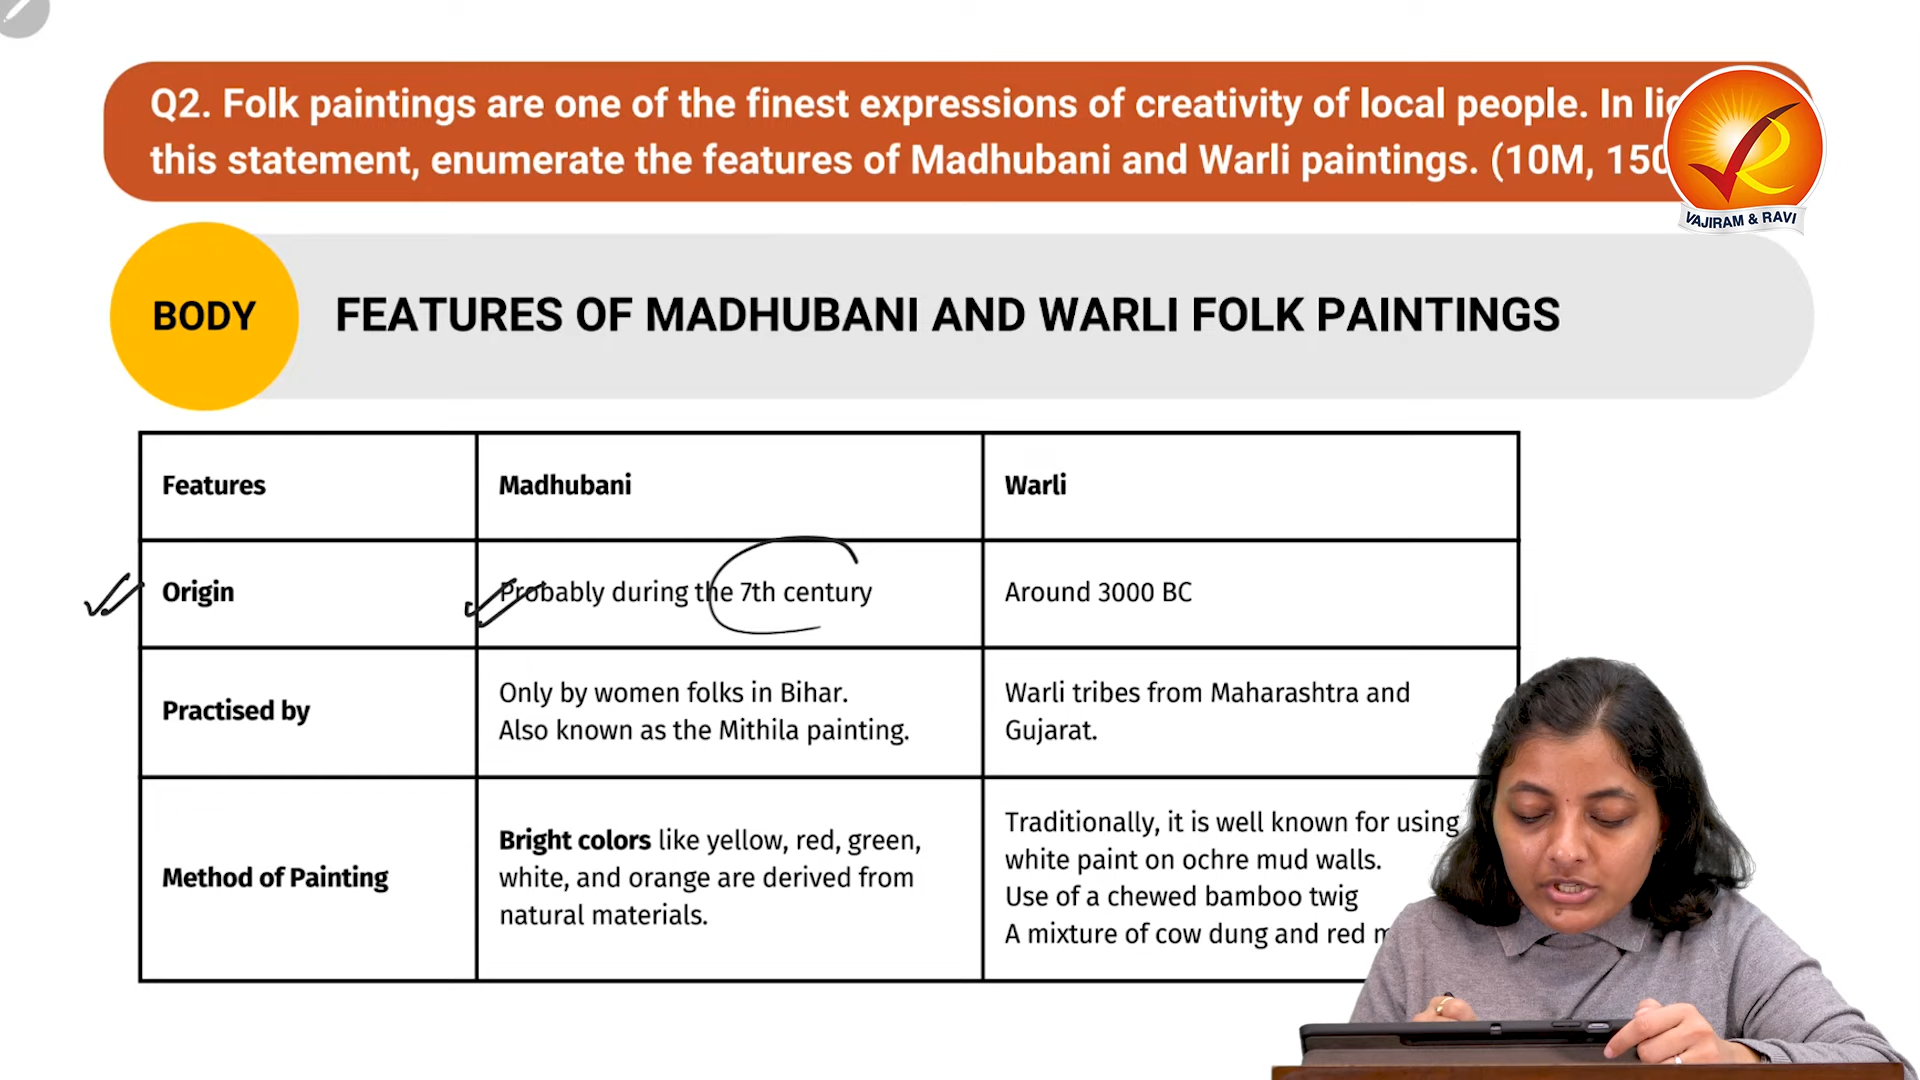 Q2. Folk paintings are one of the finest expressions of creativity of local people. In
this statement, enumerate the features of Madhubani and Warli paintings. (10M, 150
VAJIRAM & RAVI
BODY
FEATURES OF MADHUBANI AND WARLI FOLK PAINTINGS
Features
Madhubani
Warli
Origin
Probably during the 7th century
Around 3000 BC
Practised by
Only by women folks in Bihar.
Also known as the Mithila painting.
Warli tribes from Maharashtra and
Gujarat.
Method of Painting
Bright colors like yellow, red, green,
white, and orange are derived from
natural materials.
Traditionally, it is well known for using
white paint on ochre mud walls.
Use of a chewed bamboo twig
A mixture of cow dung and red